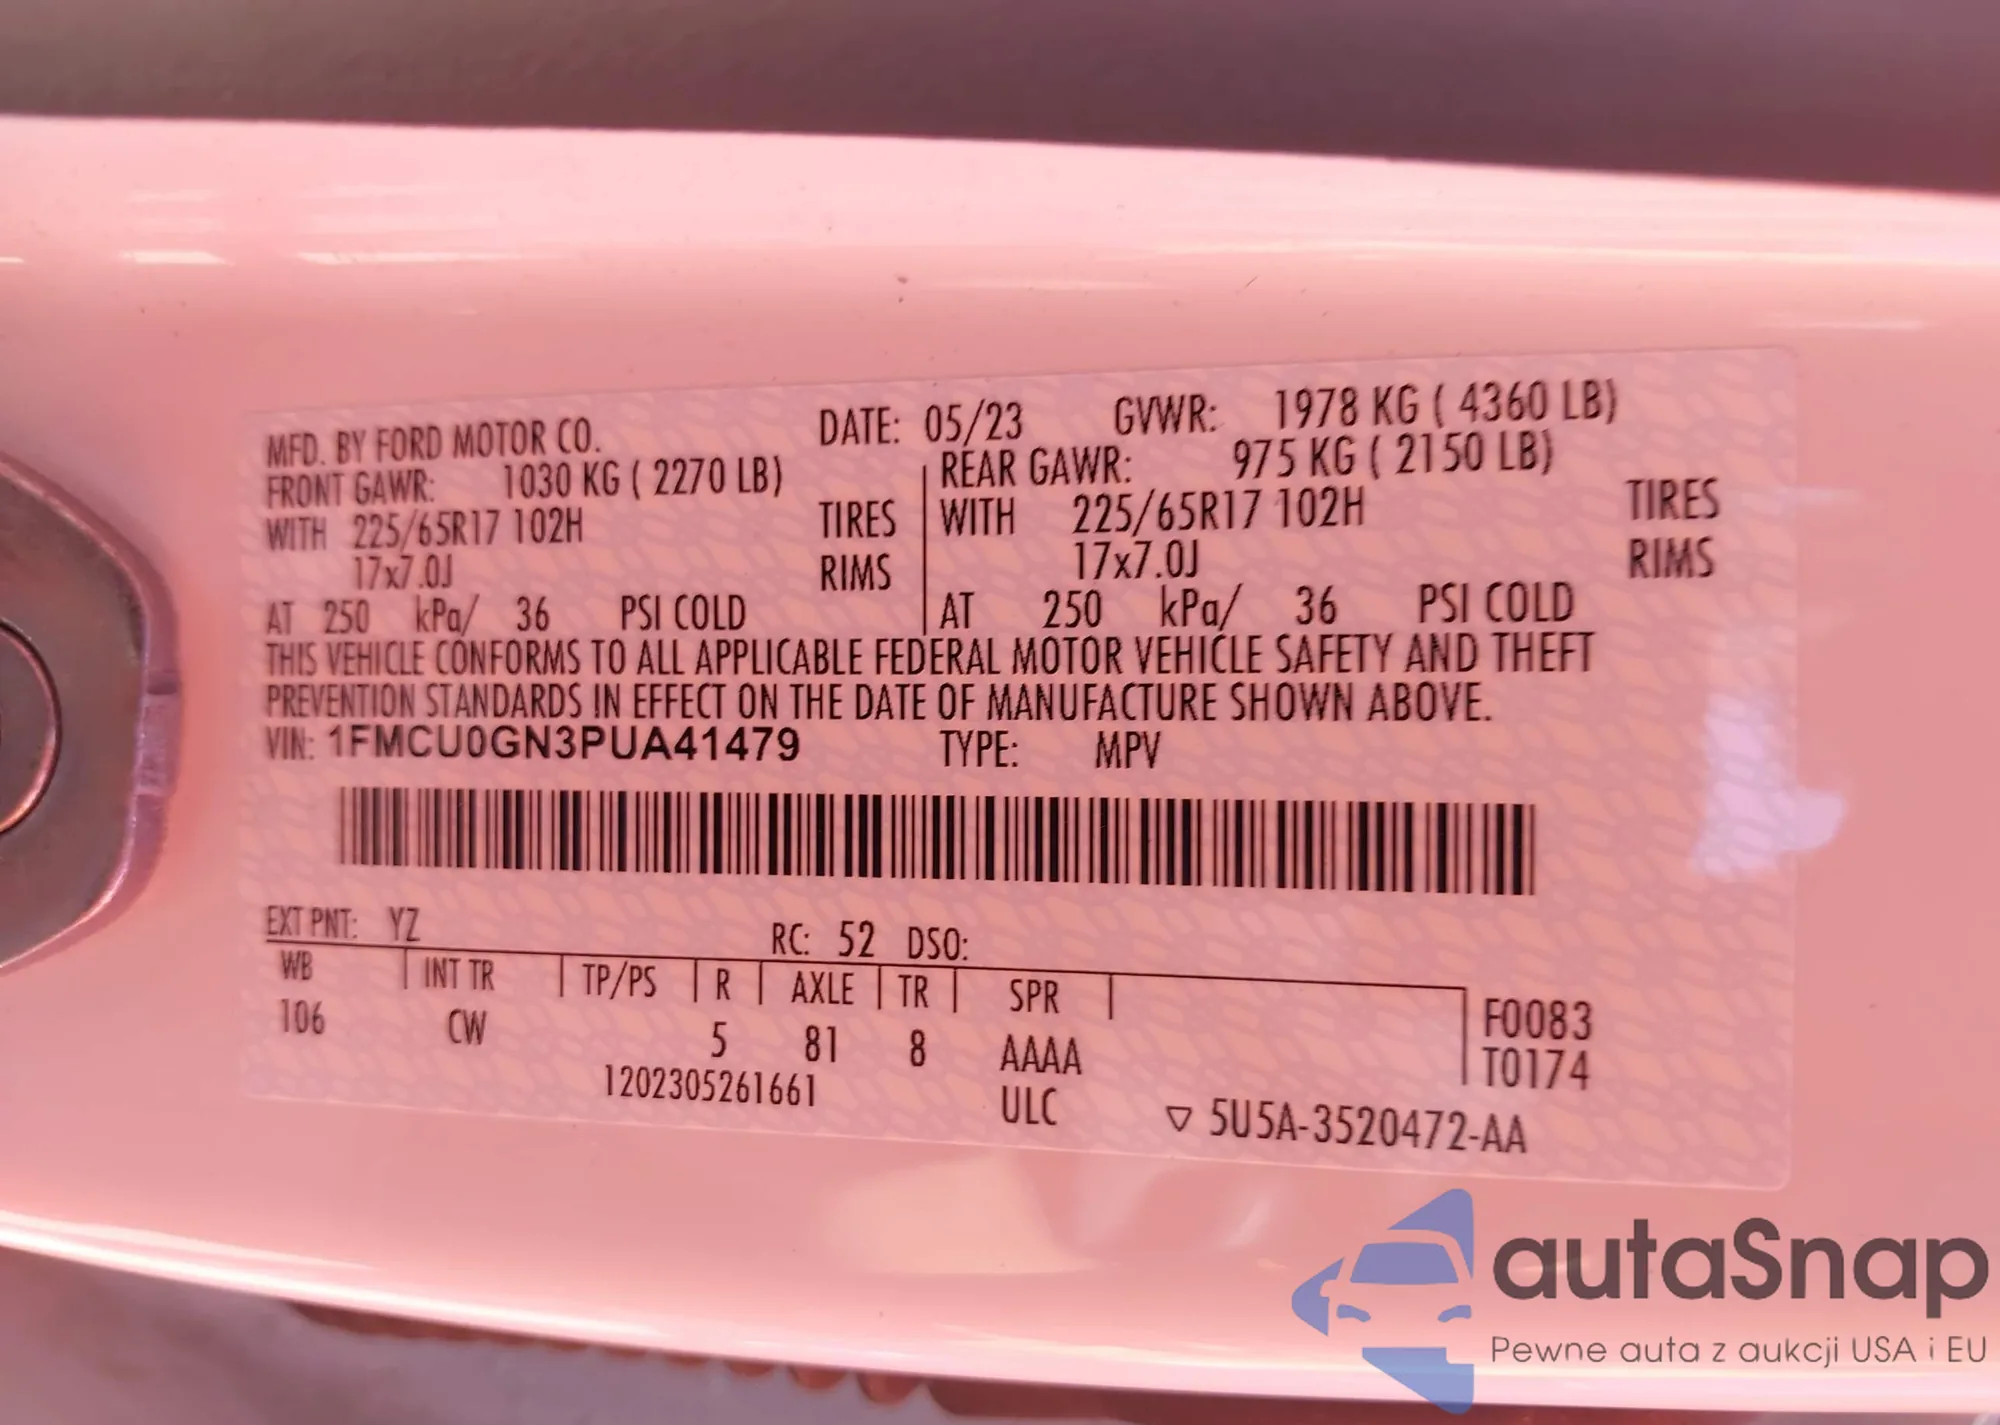 MFD. BY FORD MOTOR CO. DATE: 05/23 GVWR: 1978 KG ( 4360 LB)
FRONT GAWR: 1030 KG ( 2270 LB) REAR GAWR: 975 KG ( 2150 LB)
WITH 225/65R17 102H TIRES WITH 225/65R17 102H TIRES
17x7.0J RIMS 17x7.0J RIMS
AT 250 kPa/ 36 PSI COLD AT 250 kPa/ 36 PSI COLD
THIS VEHICLE CONFORMS TO ALL APPLICABLE FEDERAL MOTOR VEHICLE SAFETY AND THEFT
PREVENTION STANDARDS IN EFFECT ON THE DATE OF MANUFACTURE SHOWN ABOVE.
VIN: 1FMCU0GN3PUA41479 TYPE: MPV
EXT PNT: YZ RC: 52 DSO:
WB INT TR TP/PS R AXLE TR SPR F0083
106 CW 5 81 8 AAAA T0174
1202305261661 ULC ▽ 5U5A-3520472-AA
autaSnap
Pewne auta z aukcji USA i EU